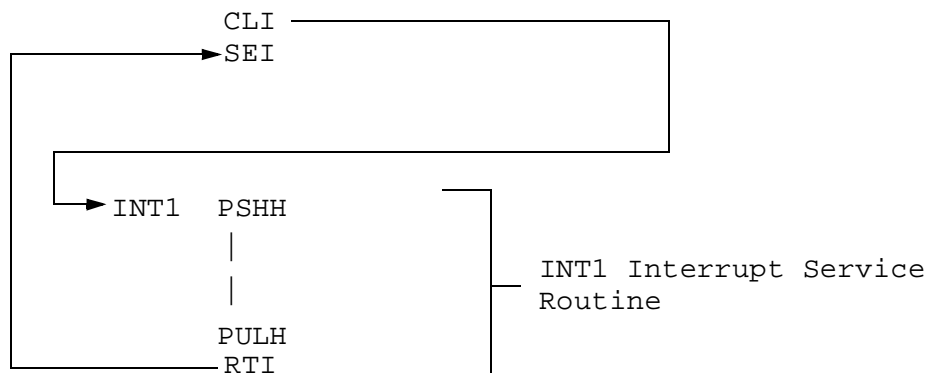 CLI
SEI
INT1 PSHH
|
|
INT1 Interrupt Service
Routine
PULH
RTI